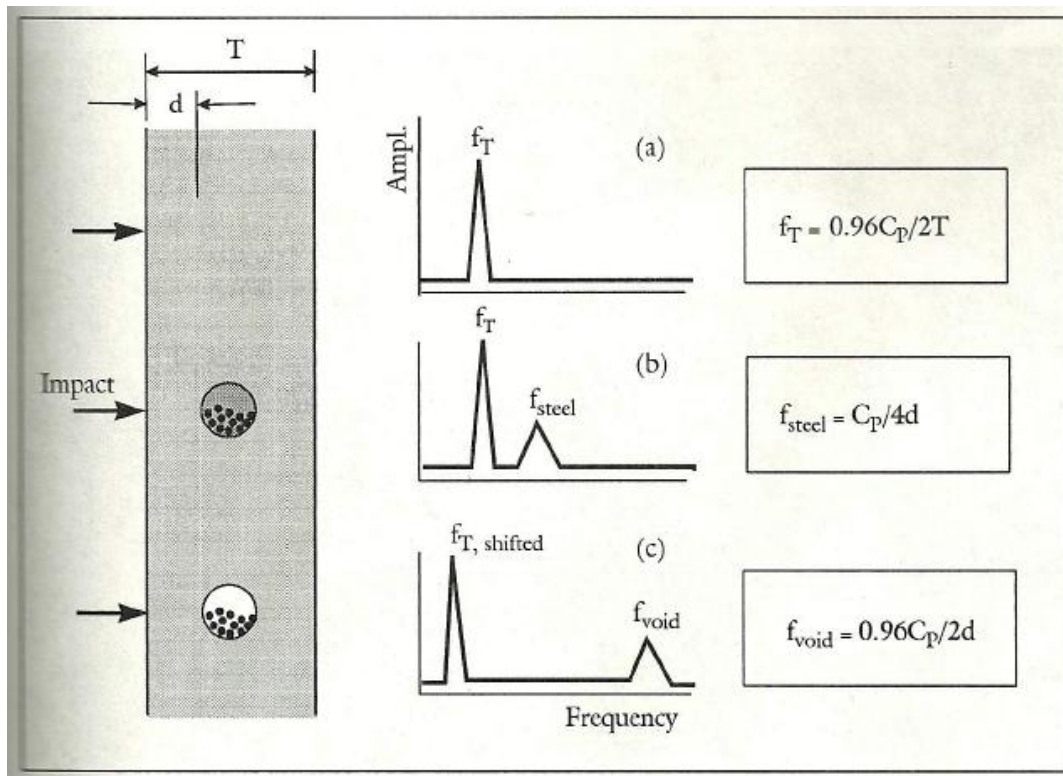 T
d
Impact
Ampl.
f_T
(a)
f_T = 0.96C_P/2T
f_T
f_steel
(b)
f_steel = C_P/4d
f_T, shifted
f_void
(c)
f_void = 0.96C_P/2d
Frequency